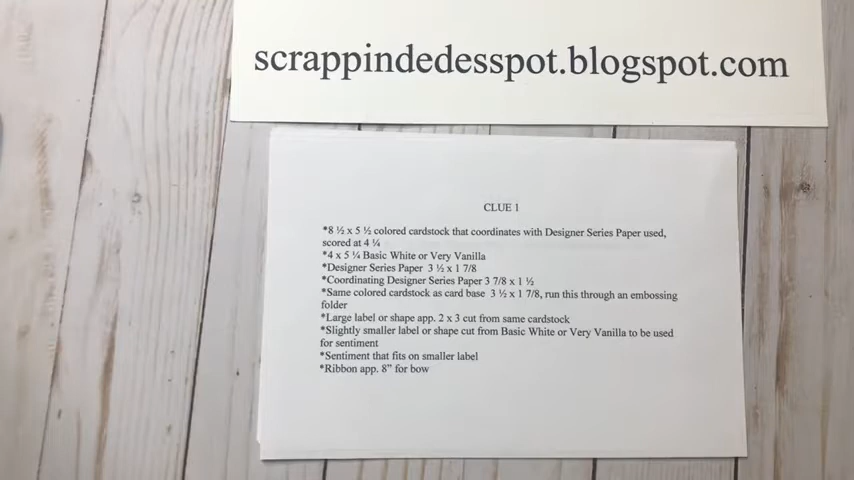 scrappindedesspot.blogspot.com
CLUE 1
*8 ½ x 5 ½ colored cardstock that coordinates with Designer Series Paper used,
scored at 4 ¼
*4 x 5 ¼ Basic White or Very Vanilla
*Designer Series Paper  3 ½ x 1 7/8
*Coordinating Designer Series Paper 3 7/8 x 1 ½
*Same colored cardstock as card base  3 ½ x 1 7/8, run this through an embossing
folder
*Large label or shape app. 2 x 3 cut from same cardstock
*Slightly smaller label or shape cut from Basic White or Very Vanilla to be used
for sentiment
*Sentiment that fits on smaller label
*Ribbon app. 8” for bow